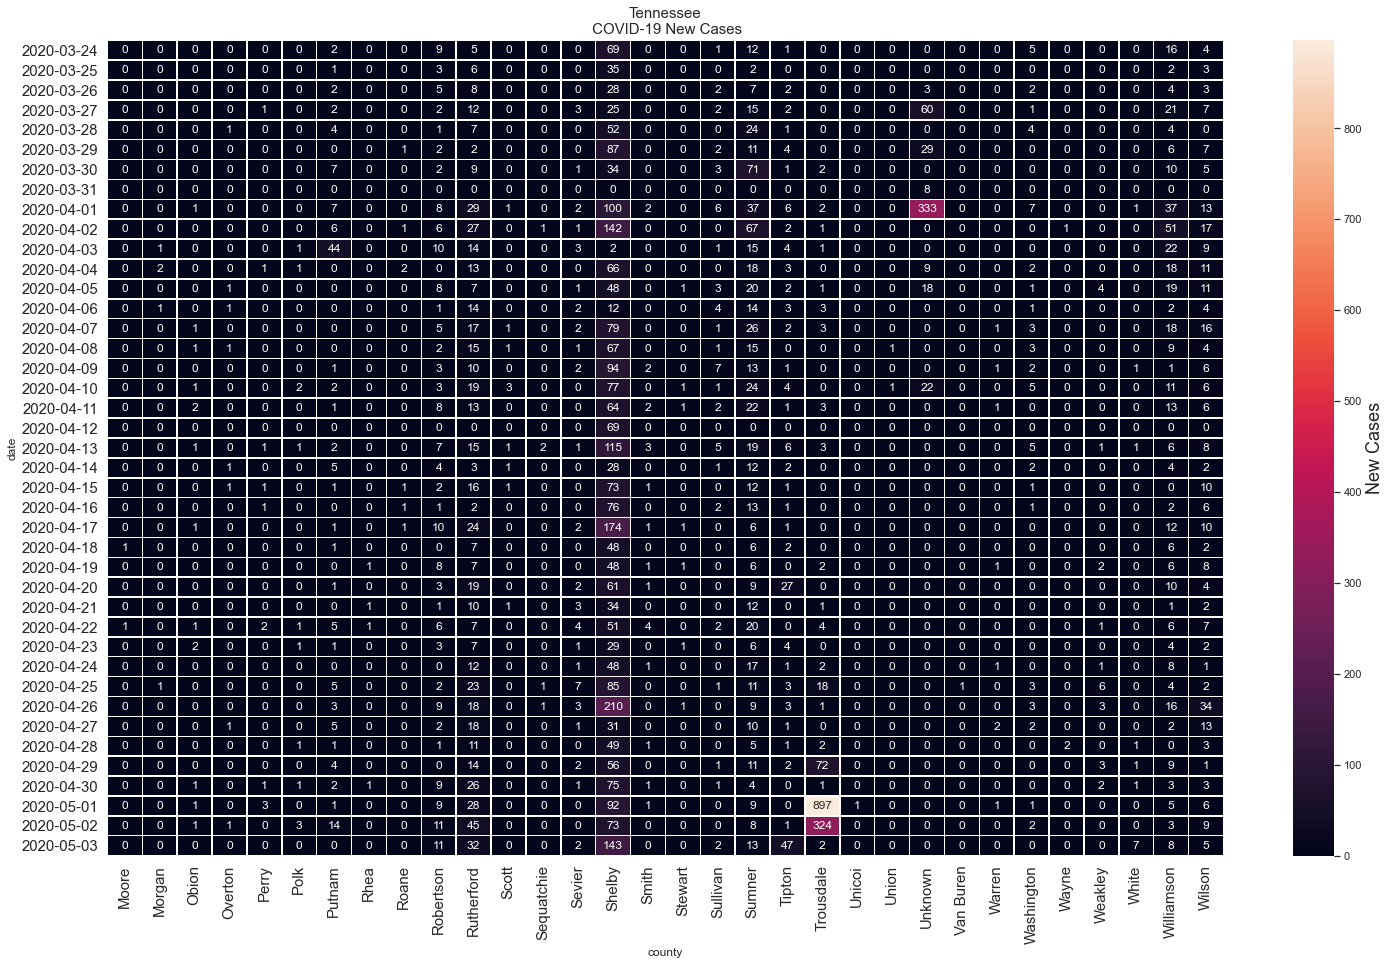 Tennessee
COVID-19 New Cases
2020-03-24 0 0 0 0 0 0 2 0 0 9 5 0 0 0 69 0 0 1 12 1 0 0 0 0 0 1 5 0 0 0 16 4
2020-03-25 0 0 0 0 0 0 1 0 0 3 6 0 0 0 35 0 0 0 2 0 0 0 0 0 0 0 0 0 0 0 2 3
2020-03-26 0 0 0 0 0 0 2 0 0 5 8 0 0 0 28 0 0 2 7 2 0 0 0 3 0 0 2 0 0 0 4 3
2020-03-27 0 0 0 0 1 0 2 0 0 2 12 0 0 3 25 0 0 2 15 2 0 0 0 60 0 0 1 0 0 0 21 7
2020-03-28 0 0 0 1 0 0 4 0 0 1 7 0 0 0 52 0 0 0 24 1 0 0 0 0 0 0 4 0 0 0 4 0
2020-03-29 0 0 0 0 0 0 0 0 1 2 2 0 0 0 87 0 0 2 11 4 0 0 0 29 0 0 0 0 0 0 6 7
2020-03-30 0 0 0 0 0 0 7 0 0 2 9 0 0 1 34 0 0 3 71 1 2 0 0 0 0 0 0 0 0 0 10 5
2020-03-31 0 0 0 0 0 0 0 0 0 0 0 0 0 0 0 0 0 0 0 0 0 0 0 8 0 0 0 0 0 0 0 0
2020-04-01 0 0 1 0 0 0 7 0 0 8 29 1 0 2 100 2 0 6 37 6 2 0 0 333 0 0 7 0 0 1 37 13
2020-04-02 0 0 0 0 0 0 6 0 1 6 27 0 1 1 142 0 0 0 67 2 1 0 0 0 0 0 0 1 0 0 51 17
2020-04-03 0 1 0 0 0 1 44 0 0 10 14 0 0 3 2 0 0 1 15 4 1 0 0 0 0 0 0 0 0 0 22 9
2020-04-04 0 2 0 0 1 1 0 0 2 0 13 0 0 0 66 0 0 0 18 3 0 0 0 9 0 0 2 0 0 0 18 11
2020-04-05 0 0 0 1 0 0 0 0 0 8 7 0 0 1 48 0 1 3 20 2 1 0 0 18 0 0 1 0 4 0 19 11
2020-04-06 0 1 0 1 0 0 0 0 0 1 14 0 0 2 12 0 0 4 14 3 3 0 0 0 0 0 1 0 0 0 2 4
2020-04-07 0 0 1 0 0 0 0 0 0 5 17 1 0 2 79 0 0 1 26 2 3 0 0 0 0 1 3 0 0 0 18 16
2020-04-08 0 0 1 1 0 0 0 0 0 2 15 1 0 1 67 0 0 1 15 0 0 0 1 0 0 0 3 0 0 0 9 4
2020-04-09 0 0 0 0 0 0 1 0 0 3 10 0 0 2 94 2 0 7 13 1 0 0 0 0 0 1 2 0 0 1 1 6
2020-04-10 0 0 1 0 0 2 2 0 0 3 19 3 0 0 77 0 1 1 24 4 0 0 1 22 0 0 5 0 0 0 11 6
2020-04-11 0 0 2 0 0 0 1 0 0 8 13 0 0 0 64 2 1 2 22 1 3 0 0 0 0 1 0 0 0 0 13 6
2020-04-12 0 0 0 0 0 0 0 0 0 0 0 0 0 0 69 0 0 0 0 0 0 0 0 0 0 0 0 0 0 0 0 0
2020-04-13 0 0 1 0 1 1 2 0 0 7 15 1 2 1 115 3 0 5 19 6 3 0 0 0 0 0 5 0 1 1 6 8
2020-04-14 0 0 0 1 0 0 5 0 0 4 3 1 0 0 28 0 0 1 12 2 0 0 0 0 0 0 2 0 0 0 4 2
2020-04-15 0 0 0 1 1 0 1 0 1 2 16 1 0 0 73 1 0 0 12 1 0 0 0 0 0 0 1 0 0 0 0 10
2020-04-16 0 0 0 0 1 0 0 0 1 1 2 0 0 0 76 0 0 2 13 1 0 0 0 0 0 0 1 0 0 0 2 6
2020-04-17 0 0 1 0 0 0 1 0 1 10 24 0 0 2 174 1 1 0 6 1 0 0 0 0 0 0 0 0 0 0 12 10
2020-04-18 1 0 0 0 0 0 1 0 0 0 7 0 0 0 48 0 0 0 6 2 0 0 0 0 0 0 0 0 0 0 6 2
2020-04-19 0 0 0 0 0 0 0 1 0 8 7 0 0 0 48 1 1 0 6 0 2 0 0 0 0 1 0 0 2 0 6 8
2020-04-20 0 0 0 0 0 0 1 0 0 3 19 0 0 2 61 1 0 0 9 27 0 0 0 0 0 0 0 0 0 0 10 4
2020-04-21 0 0 0 0 0 0 0 1 0 1 10 1 0 3 34 0 0 0 12 0 1 0 0 0 0 0 0 0 0 0 1 2
2020-04-22 1 0 1 0 2 1 5 1 0 6 7 0 0 4 51 4 0 2 20 0 4 0 0 0 0 0 0 0 1 0 6 7
2020-04-23 0 0 2 0 0 1 1 0 0 3 7 0 0 1 29 0 1 0 6 4 0 0 0 0 0 0 0 0 0 0 4 2
2020-04-24 0 0 0 0 0 0 0 0 0 0 12 0 0 1 48 1 0 0 17 1 2 0 0 0 0 1 0 0 1 0 8 1
2020-04-25 0 1 0 0 0 0 5 0 0 2 23 0 1 7 85 0 0 1 11 3 18 0 0 0 1 0 3 0 6 0 4 2
2020-04-26 0 0 0 0 0 0 3 0 0 9 18 0 1 3 210 0 1 0 9 3 1 0 0 0 0 0 3 0 3 0 16 34
2020-04-27 0 0 0 1 0 0 5 0 0 2 18 0 0 1 31 0 0 0 10 0 1 0 0 0 0 2 2 0 0 0 2 13
2020-04-28 0 0 0 0 0 1 1 0 0 1 11 0 0 0 49 1 0 0 5 1 2 0 0 0 0 0 0 2 0 1 0 3
2020-04-29 0 0 0 0 0 0 4 0 0 0 14 0 0 2 56 0 0 1 11 2 72 0 0 0 0 0 0 0 3 1 9 1
2020-04-30 0 0 1 0 1 1 2 1 0 9 26 0 0 1 75 1 0 1 4 0 1 0 0 0 0 0 0 0 2 1 3 3
2020-05-01 0 0 1 0 3 0 1 0 0 9 28 0 0 0 92 1 0 0 9 0 897 1 0 0 0 1 1 0 0 0 5 6
2020-05-02 0 0 1 1 0 3 14 0 0 11 45 0 0 0 73 0 0 0 8 1 324 0 0 0 0 0 2 0 0 0 3 9
2020-05-03 0 0 0 0 0 0 0 0 0 11 32 0 0 2 143 0 0 2 13 47 2 0 0 0 0 0 0 0 0 7 8 5
date
Moore Morgan Obion Overton Perry Polk Putnam Rhea Roane Robertson Rutherford Scott Sequatchie Sevier Shelby Smith Stewart Sullivan Sumner Tipton Trousdale Unicoi Union Unknown Van Buren Warren Washington Wayne Weakley White Williamson Wilson
county
800
700
600
500
400
300
200
100
0
New Cases